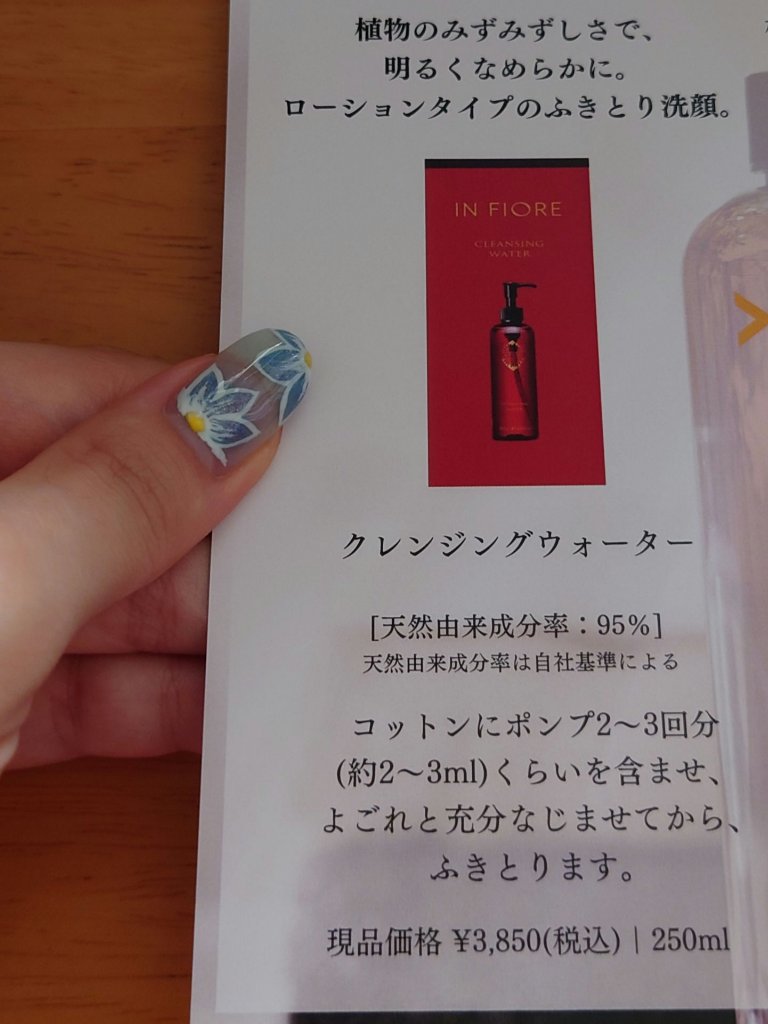 植物のみずみずしさで、
明るくなめらかに。
ローションタイプのふきとり洗顔。
IN FIORE
CLEANSING
WATER
クレンジングウォーター
[天然由来成分率：95%]
天然由来成分率は自社基準による
コットンにポンプ2〜3回分
(約2〜3ml)くらいを含ませ、
よごれと充分なじませてから、
ふきとります。
現品価格 ¥3,850(税込) | 250ml